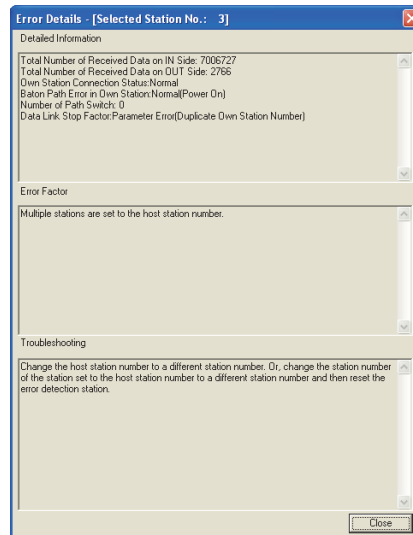 Error Details - [Selected Station No.: 3]
Detailed Information
Total Number of Received Data on IN Side: 7006727
Total Number of Received Data on OUT Side: 2766
Own Station Connection Status:Normal
Baton Path Error in Own Station:Normal(Power On)
Number of Path Switch: 0
Data Link Stop Factor:Parameter Error(Duplicate Own Station Number)
Error Factor
Multiple stations are set to the host station number.
Troubleshooting
Change the host station number to a different station number. Or, change the station number
of the station set to the host station number to a different station number and then reset the
error detection station.
Close